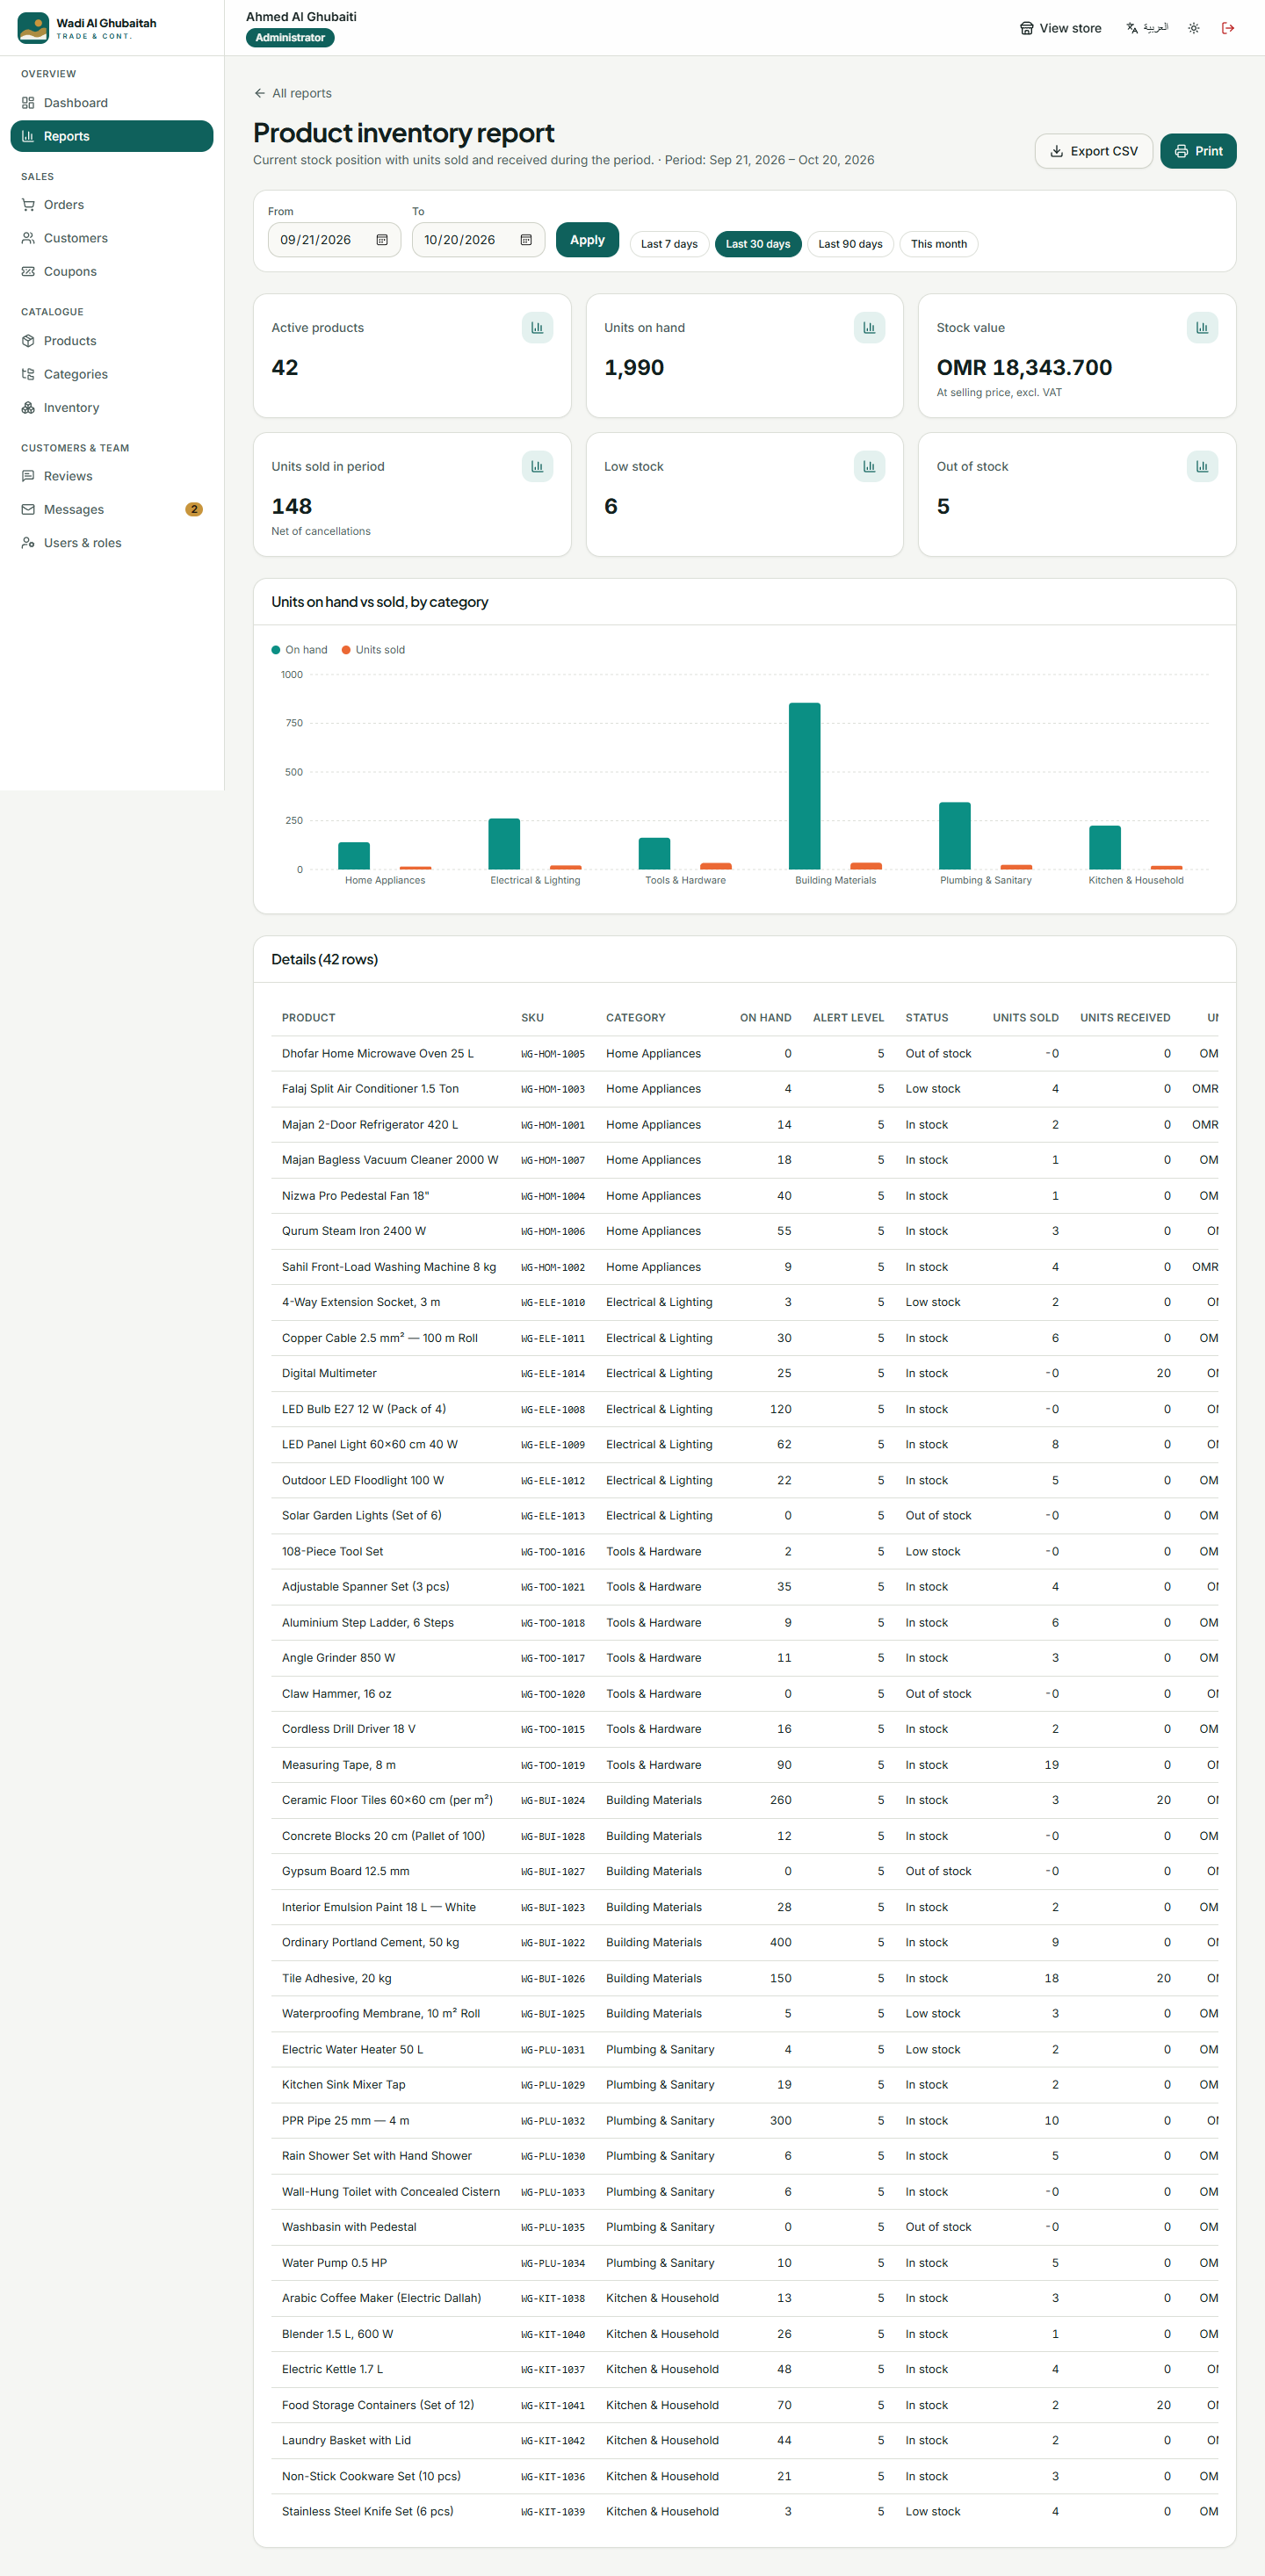 Wadi Al Ghubaitah
TRADE & CONT.
Ahmed Al Ghubaiti
Administrator
View store
العربية
OVERVIEW
Dashboard
Reports
SALES
Orders
Customers
Coupons
CATALOGUE
Products
Categories
Inventory
CUSTOMERS & TEAM
Reviews
Messages 2
Users & roles
All reports
Product inventory report
Current stock position with units sold and received during the period. · Period: Sep 21, 2026 – Oct 20, 2026
Export CSV
Print
From To
09/21/2026 10/20/2026 Apply Last 7 days Last 30 days Last 90 days This month
Active products
42
Units on hand
1,990
Stock value
OMR 18,343.700
At selling price, excl. VAT
Units sold in period
148
Net of cancellations
Low stock
6
Out of stock
5
Units on hand vs sold, by category
On hand Units sold
1000
750
500
250
0
Home Appliances Electrical & Lighting Tools & Hardware Building Materials Plumbing & Sanitary Kitchen & Household
Details (42 rows)
PRODUCT SKU CATEGORY ON HAND ALERT LEVEL STATUS UNITS SOLD UNITS RECEIVED
Dhofar Home Microwave Oven 25 L WG-HOM-1005 Home Appliances 0 5 Out of stock -0 0 OM
Falaj Split Air Conditioner 1.5 Ton WG-HOM-1003 Home Appliances 4 5 Low stock 4 0 OMR
Majan 2-Door Refrigerator 420 L WG-HOM-1001 Home Appliances 14 5 In stock 2 0 OMR
Majan Bagless Vacuum Cleaner 2000 W WG-HOM-1007 Home Appliances 18 5 In stock 1 0 OM
Nizwa Pro Pedestal Fan 18" WG-HOM-1004 Home Appliances 40 5 In stock 1 0 OM
Qurum Steam Iron 2400 W WG-HOM-1006 Home Appliances 55 5 In stock 3 0
Sahil Front-Load Washing Machine 8 kg WG-HOM-1002 Home Appliances 9 5 In stock 4 0 OMR
4-Way Extension Socket, 3 m WG-ELE-1010 Electrical & Lighting 3 5 Low stock 2 0
Copper Cable 2.5 mm² — 100 m Roll WG-ELE-1011 Electrical & Lighting 30 5 In stock 6 0 OM
Digital Multimeter WG-ELE-1014 Electrical & Lighting 25 5 In stock -0 20
LED Bulb E27 12 W (Pack of 4) WG-ELE-1008 Electrical & Lighting 120 5 In stock -0 0
LED Panel Light 60×60 cm 40 W WG-ELE-1009 Electrical & Lighting 62 5 In stock 8 0
Outdoor LED Floodlight 100 W WG-ELE-1012 Electrical & Lighting 22 5 In stock 5 0 OM
Solar Garden Lights (Set of 6) WG-ELE-1013 Electrical & Lighting 0 5 Out of stock -0 0 OM
108-Piece Tool Set WG-TOO-1016 Tools & Hardware 2 5 Low stock -0 0 OM
Adjustable Spanner Set (3 pcs) WG-TOO-1021 Tools & Hardware 35 5 In stock 4 0
Aluminium Step Ladder, 6 Steps WG-TOO-1018 Tools & Hardware 9 5 In stock 6 0 OM
Angle Grinder 850 W WG-TOO-1017 Tools & Hardware 11 5 In stock 3 0 OM
Claw Hammer, 16 oz WG-TOO-1020 Tools & Hardware 0 5 Out of stock -0 0
Cordless Drill Driver 18 V WG-TOO-1015 Tools & Hardware 16 5 In stock 2 0 OM
Measuring Tape, 8 m WG-TOO-1019 Tools & Hardware 90 5 In stock 19 0
Ceramic Floor Tiles 60×60 cm (per m²) WG-BUI-1024 Building Materials 260 5 In stock 3 20
Concrete Blocks 20 cm (Pallet of 100) WG-BUI-1028 Building Materials 12 5 In stock -0 0 OM
Gypsum Board 12.5 mm WG-BUI-1027 Building Materials 0 5 Out of stock -0 0
Interior Emulsion Paint 18 L — White WG-BUI-1023 Building Materials 28 5 In stock 2 0 OM
Ordinary Portland Cement, 50 kg WG-BUI-1022 Building Materials 400 5 In stock 9 0
Tile Adhesive, 20 kg WG-BUI-1026 Building Materials 150 5 In stock 18 20
Waterproofing Membrane, 10 m² Roll WG-BUI-1025 Building Materials 5 5 Low stock 3 0 OM
Electric Water Heater 50 L WG-PLU-1031 Plumbing & Sanitary 4 5 Low stock 2 0 OM
Kitchen Sink Mixer Tap WG-PLU-1029 Plumbing & Sanitary 19 5 In stock 2 0 OM
PPR Pipe 25 mm — 4 m WG-PLU-1032 Plumbing & Sanitary 300 5 In stock 10 0
Rain Shower Set with Hand Shower WG-PLU-1030 Plumbing & Sanitary 6 5 In stock 5 0 OM
Wall-Hung Toilet with Concealed Cistern WG-PLU-1033 Plumbing & Sanitary 6 5 In stock -0 0 OM
Washbasin with Pedestal WG-PLU-1035 Plumbing & Sanitary 0 5 Out of stock -0 0 OM
Water Pump 0.5 HP WG-PLU-1034 Plumbing & Sanitary 10 5 In stock 5 0 OM
Arabic Coffee Maker (Electric Dallah) WG-KIT-1038 Kitchen & Household 13 5 In stock 3 0 OM
Blender 1.5 L, 600 W WG-KIT-1040 Kitchen & Household 26 5 In stock 1 0 OM
Electric Kettle 1.7 L WG-KIT-1037 Kitchen & Household 48 5 In stock 4 0
Food Storage Containers (Set of 12) WG-KIT-1041 Kitchen & Household 70 5 In stock 2 20
Laundry Basket with Lid WG-KIT-1042 Kitchen & Household 44 5 In stock 2 0
Non-Stick Cookware Set (10 pcs) WG-KIT-1036 Kitchen & Household 21 5 In stock 3 0 OM
Stainless Steel Knife Set (6 pcs) WG-KIT-1039 Kitchen & Household 3 5 Low stock 4 0 OM